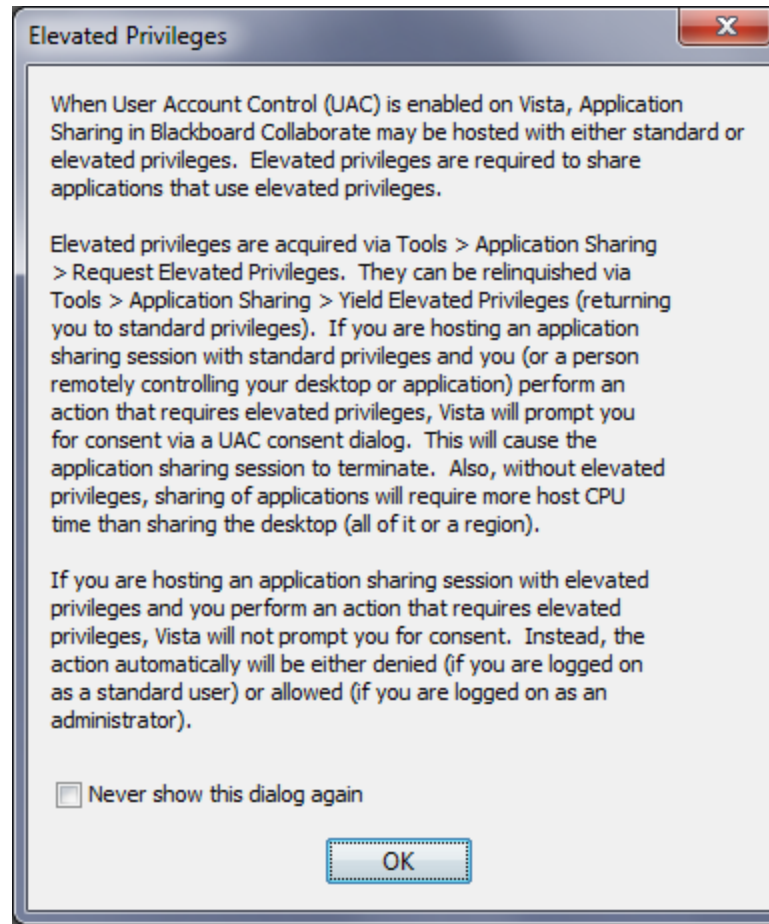 Elevated Privileges
When User Account Control (UAC) is enabled on Vista, Application
Sharing in Blackboard Collaborate may be hosted with either standard or
elevated privileges.  Elevated privileges are required to share
applications that use elevated privileges.
Elevated privileges are acquired via Tools > Application Sharing
> Request Elevated Privileges.  They can be relinquished via
Tools > Application Sharing > Yield Elevated Privileges (returning
you to standard privileges).  If you are hosting an application
sharing session with standard privileges and you (or a person
remotely controlling your desktop or application) perform an
action that requires elevated privileges, Vista will prompt you
for consent via a UAC consent dialog.  This will cause the
application sharing session to terminate.  Also, without elevated
privileges, sharing of applications will require more host CPU
time than sharing the desktop (all of it or a region).
If you are hosting an application sharing session with elevated
privileges and you perform an action that requires elevated
privileges, Vista will not prompt you for consent.  Instead, the
action automatically will be either denied (if you are logged on
as a standard user) or allowed (if you are logged on as an
administrator).
Never show this dialog again
OK